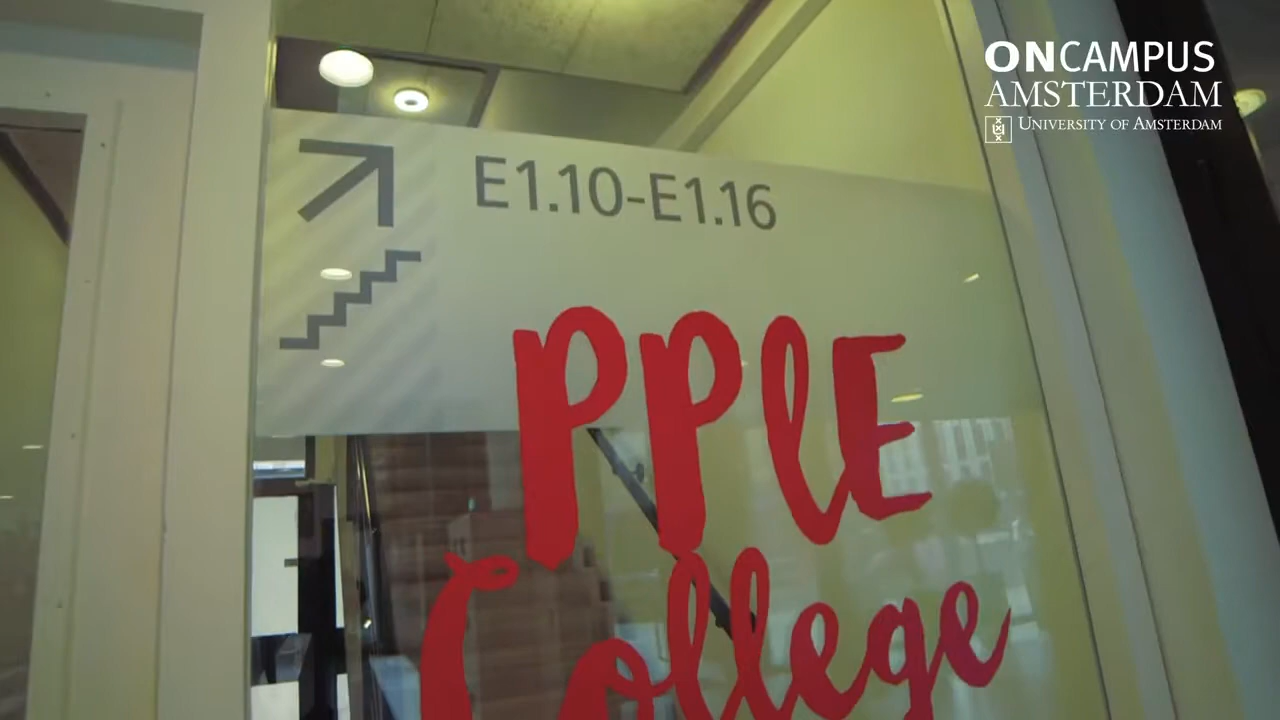 ONCAMPUS
AMSTERDAM
UNIVERSITY OF AMSTERDAM
E1.10-E1.16
PPLE
College